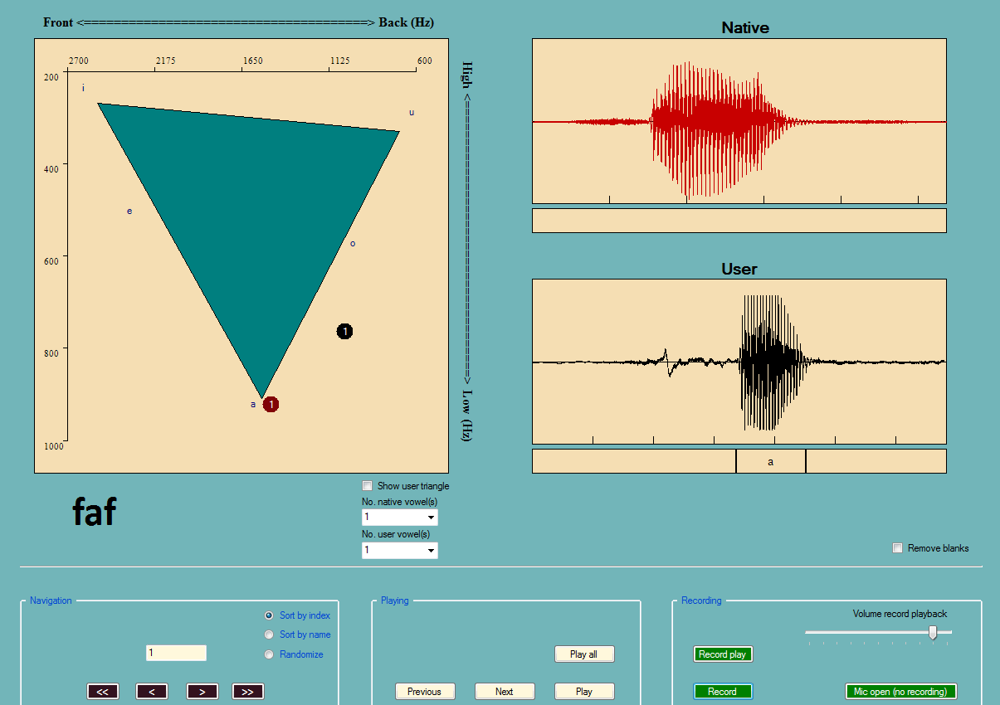 Front <===================================> Back (Hz)
2700 2175 1650 1125 600
200
400
600
800
1000
i
u
e
o
a
1
1
High <===================================> Low (Hz)
Native
User
a
faf
Show user triangle
No. native vowel(s)
1
No. user vowel(s)
1
Remove blanks
Navigation
Sort by index
Sort by name
Randomize
1
<< < > >>
Playing
Play all
Previous Next Play
Recording
Volume record playback
Record play
Record Mic open (no recording)